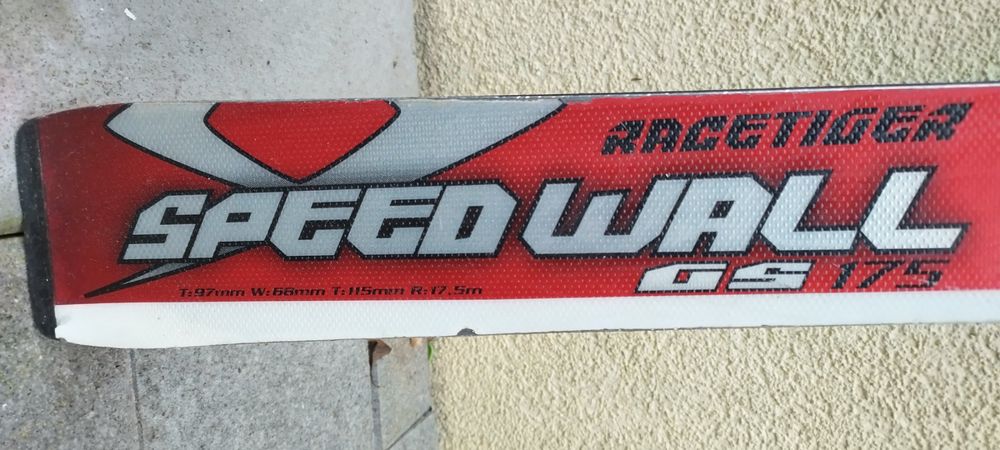 RACETIGER
SPEEDWALL
GS 175
T:97mm W:66mm T:115mm R:17.5m